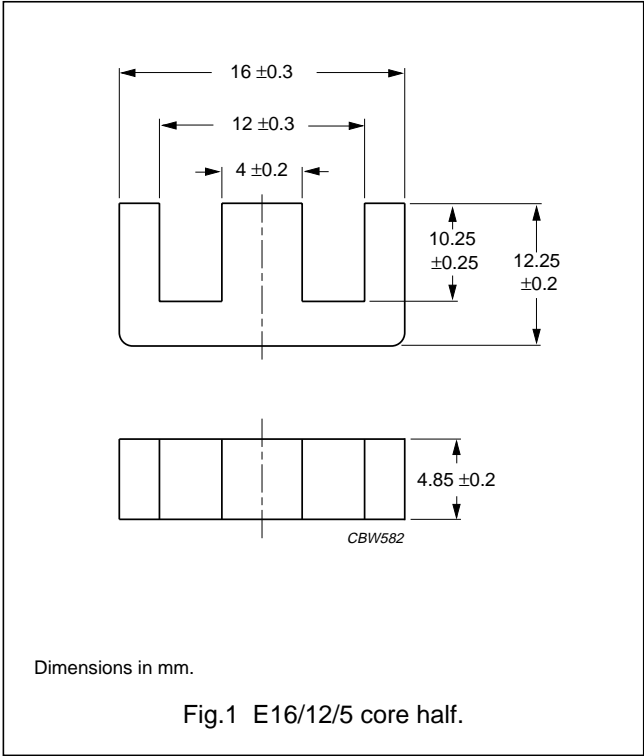 16 ±0.3
12 ±0.3
4 ±0.2
10.25
±0.25
12.25
±0.2
4.85 ±0.2
CBW582
Dimensions in mm.
Fig.1 E16/12/5 core half.